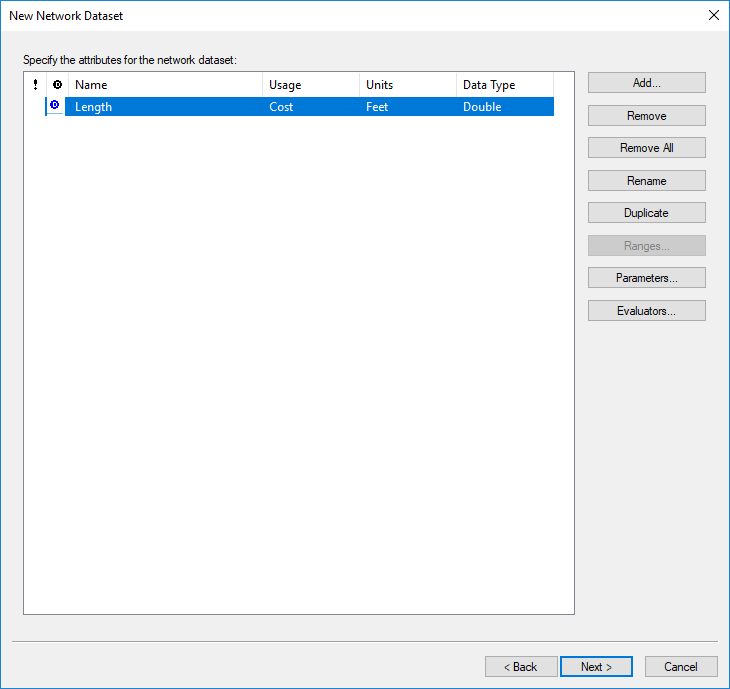 New Network Dataset
Specify the attributes for the network dataset:
! D Name Usage Units Data Type
D Length Cost Feet Double
Add...
Remove
Remove All
Rename
Duplicate
Ranges...
Parameters...
Evaluators...
< Back Next > Cancel